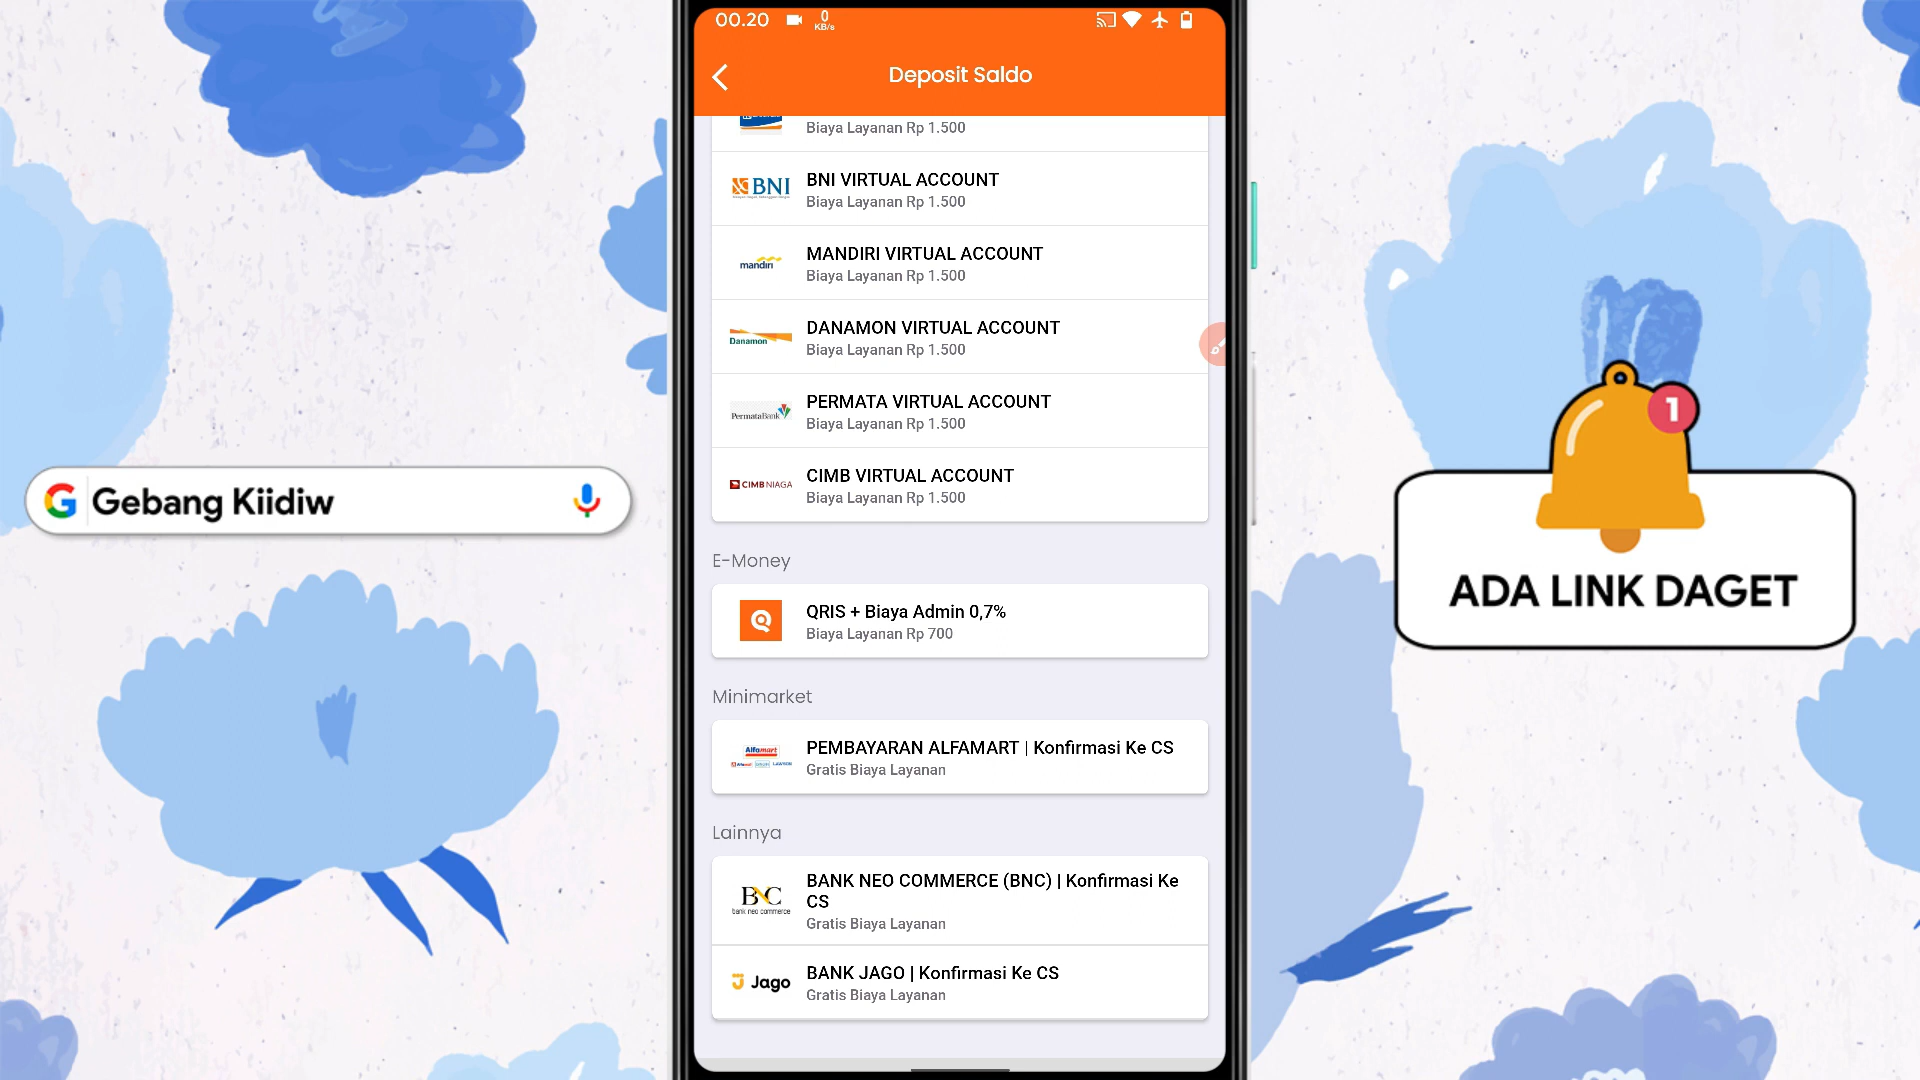 00.20
0
KB/s
Deposit Saldo
Biaya Layanan Rp 1.500
BNI
BNI VIRTUAL ACCOUNT
Biaya Layanan Rp 1.500
mandiri
MANDIRI VIRTUAL ACCOUNT
Biaya Layanan Rp 1.500
Danamon
DANAMON VIRTUAL ACCOUNT
Biaya Layanan Rp 1.500
PermataBank
PERMATA VIRTUAL ACCOUNT
Biaya Layanan Rp 1.500
CIMB NIAGA
CIMB VIRTUAL ACCOUNT
Biaya Layanan Rp 1.500
E-Money
QRIS + Biaya Admin 0,7%
Biaya Layanan Rp 700
Minimarket
Alfamart
PEMBAYARAN ALFAMART | Konfirmasi Ke CS
Gratis Biaya Layanan
Lainnya
BNC
bank neo commerce
BANK NEO COMMERCE (BNC) | Konfirmasi Ke
CS
Gratis Biaya Layanan
Jago
BANK JAGO | Konfirmasi Ke CS
Gratis Biaya Layanan
G Gebang Kiidiw
1
ADA LINK DAGET